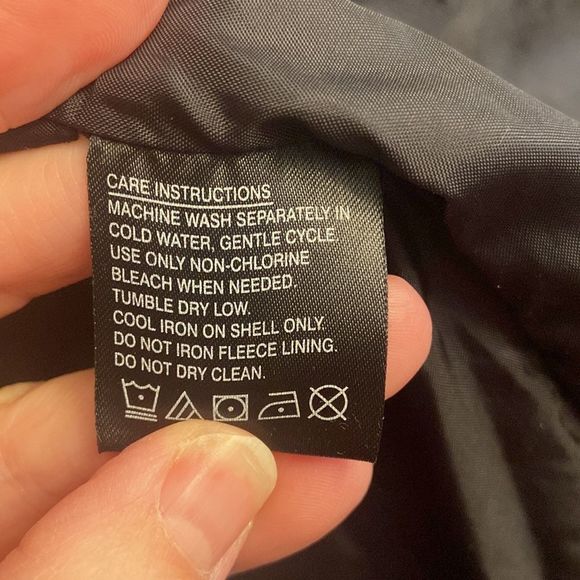 CARE INSTRUCTIONS
MACHINE WASH SEPARATELY IN
COLD WATER, GENTLE CYCLE
USE ONLY NON-CHLORINE
BLEACH WHEN NEEDED.
TUMBLE DRY LOW.
COOL IRON ON SHELL ONLY.
DO NOT IRON FLEECE LINING.
DO NOT DRY CLEAN.